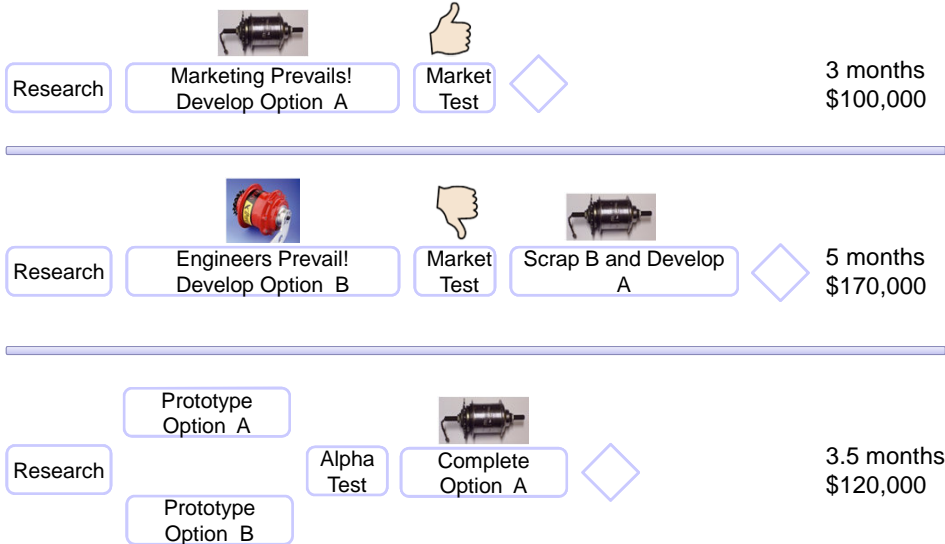 Research
Marketing Prevails!
Develop Option A
Market
Test
3 months
$100,000
Research
Engineers Prevail!
Develop Option B
Market
Test
Scrap B and Develop
A
5 months
$170,000
Prototype
Option A
Research
Alpha
Test
Complete
Option A
3.5 months
$120,000
Prototype
Option B